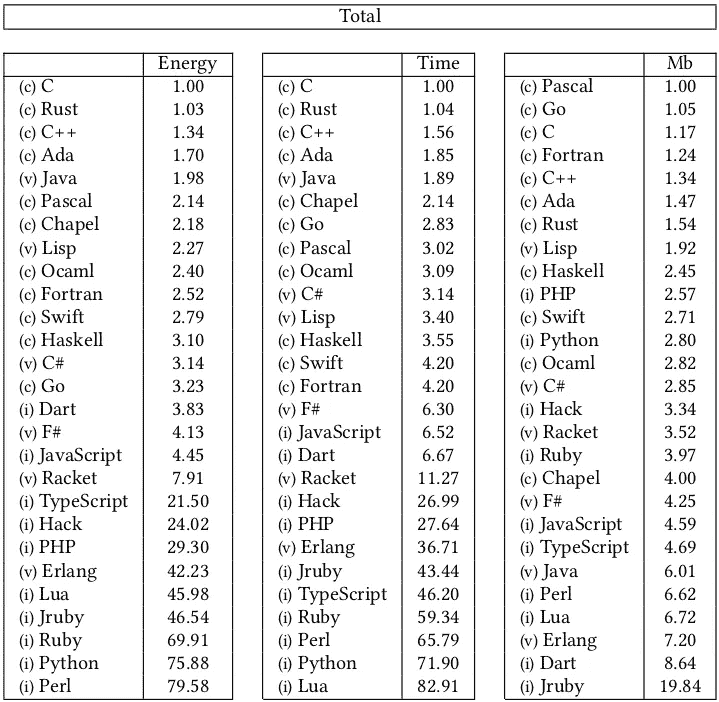 Total
Energy Time Mb
(c) C 1.00 (c) C 1.00 (c) Pascal 1.00
(c) Rust 1.03 (c) Rust 1.04 (c) Go 1.05
(c) C++ 1.34 (c) C++ 1.56 (c) C 1.17
(c) Ada 1.70 (c) Ada 1.85 (c) Fortran 1.24
(v) Java 1.98 (v) Java 1.89 (c) C++ 1.34
(c) Pascal 2.14 (c) Chapel 2.14 (c) Ada 1.47
(c) Chapel 2.18 (c) Go 2.83 (c) Rust 1.54
(v) Lisp 2.27 (c) Pascal 3.02 (v) Lisp 1.92
(c) Ocaml 2.40 (c) Ocaml 3.09 (c) Haskell 2.45
(c) Fortran 2.52 (v) C# 3.14 (i) PHP 2.57
(c) Swift 2.79 (v) Lisp 3.40 (c) Swift 2.71
(c) Haskell 3.10 (c) Haskell 3.55 (i) Python 2.80
(v) C# 3.14 (c) Swift 4.20 (c) Ocaml 2.82
(c) Go 3.23 (c) Fortran 4.20 (v) C# 2.85
(i) Dart 3.83 (v) F# 6.30 (i) Hack 3.34
(v) F# 4.13 (i) JavaScript 6.52 (v) Racket 3.52
(i) JavaScript 4.45 (i) Dart 6.67 (i) Ruby 3.97
(v) Racket 7.91 (v) Racket 11.27 (c) Chapel 4.00
(i) TypeScript 21.50 (i) Hack 26.99 (v) F# 4.25
(i) Hack 24.02 (i) PHP 27.64 (i) JavaScript 4.59
(i) PHP 29.30 (v) Erlang 36.71 (i) TypeScript 4.69
(v) Erlang 42.23 (i) Jruby 43.44 (v) Java 6.01
(i) Lua 45.98 (i) TypeScript 46.20 (i) Perl 6.62
(i) Jruby 46.54 (i) Ruby 59.34 (i) Lua 6.72
(i) Ruby 69.91 (i) Perl 65.79 (v) Erlang 7.20
(i) Python 75.88 (i) Python 71.90 (i) Dart 8.64
(i) Perl 79.58 (i) Lua 82.91 (i) Jruby 19.84